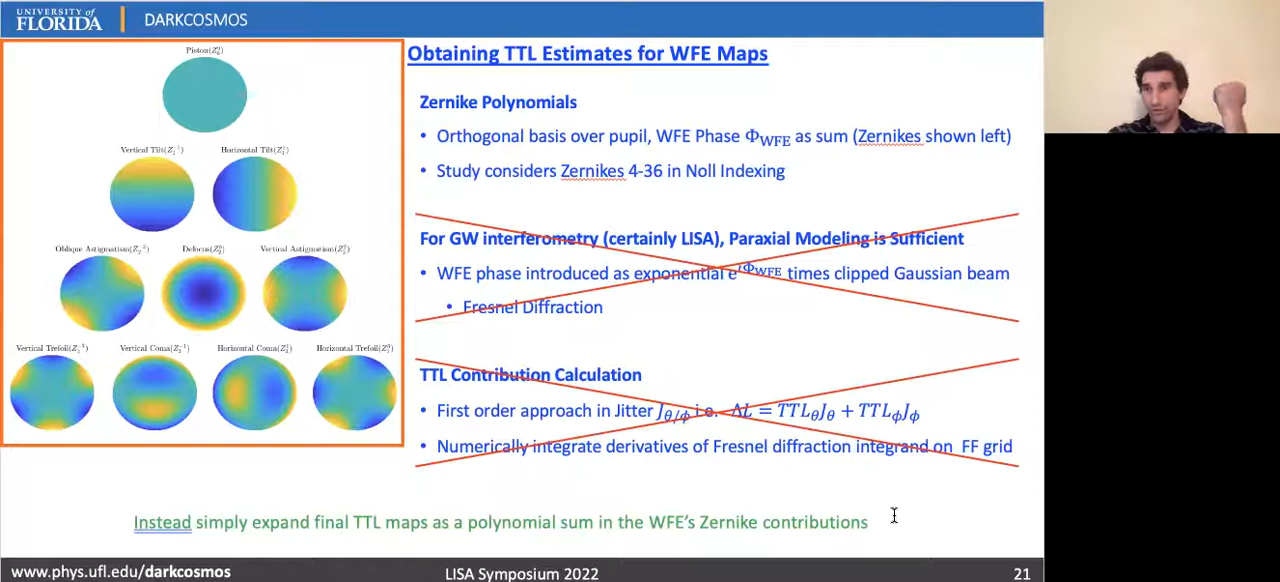 UNIVERSITY of
FLORIDA
DARKCOSMOS
Piston(Z₀⁰)
Vertical Tilt(Z₁⁻¹) Horizontal Tilt(Z₁¹)
Oblique Astigmatism(Z₂⁻²) Defocus(Z₂⁰) Vertical Astigmatism(Z₂²)
Vertical Trefoil(Z₃⁻³) Vertical Coma(Z₃⁻¹) Horizontal Coma(Z₃¹) Horizontal Trefoil(Z₃³)
Obtaining TTL Estimates for WFE Maps
Zernike Polynomials
• Orthogonal basis over pupil, WFE Phase Φ_WFE as sum (Zernikes shown left)
• Study considers Zernikes 4-36 in Noll Indexing
For GW interferometry (certainly LISA), Paraxial Modeling is Sufficient
• WFE phase introduced as exponential e^{iΦ_WFE} times clipped Gaussian beam
• Fresnel Diffraction
TTL Contribution Calculation
• First order approach in Jitter J_{θ/ϕ} i.e. ΔL = TTL_θJ_θ + TTL_ϕJ_ϕ
• Numerically integrate derivatives of Fresnel diffraction integrand on FF grid
Instead simply expand final TTL maps as a polynomial sum in the WFE's Zernike contributions
www.phys.ufl.edu/darkcosmos
LISA Symposium 2022
21